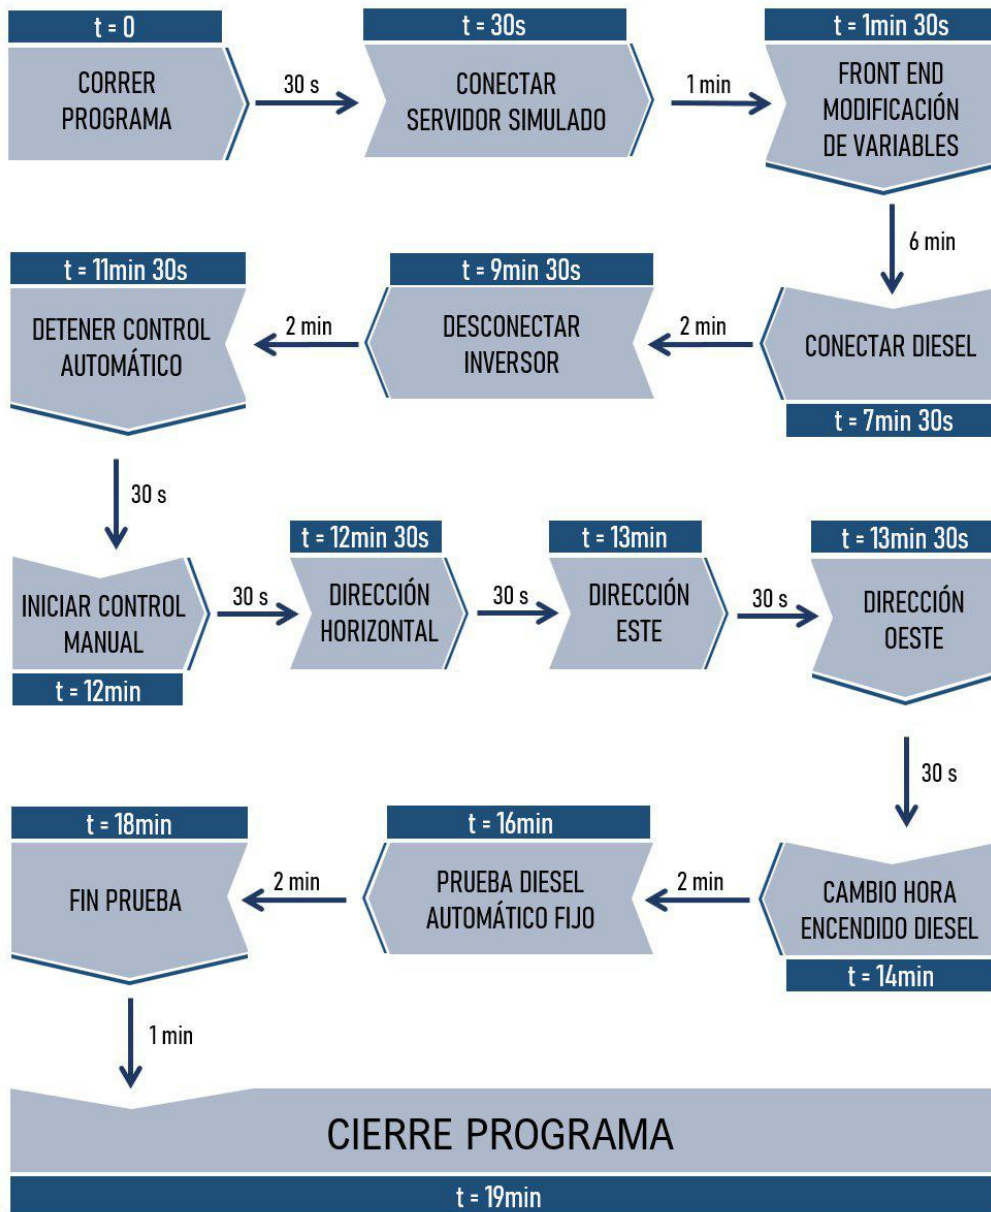 t = 0
CORRER
PROGRAMA
30 s
t = 30s
CONECTAR
SERVIDOR SIMULADO
1 min
t = 1min 30s
FRONT END
MODIFICACIÓN
DE VARIABLES
6 min
CONECTAR DIESEL
t = 7min 30s
2 min
t = 9min 30s
DESCONECTAR
INVERSOR
2 min
t = 11min 30s
DETENER CONTROL
AUTOMÁTICO
30 s
INICIAR CONTROL
MANUAL
t = 12min
30 s
t = 12min 30s
DIRECCIÓN
HORIZONTAL
30 s
t = 13min
DIRECCIÓN
ESTE
30 s
t = 13min 30s
DIRECCIÓN
OESTE
30 s
CAMBIO HORA
ENCENDIDO DIESEL
t = 14min
2 min
t = 16min
PRUEBA DIESEL
AUTOMÁTICO FIJO
2 min
t = 18min
FIN PRUEBA
1 min
CIERRE PROGRAMA
t = 19min